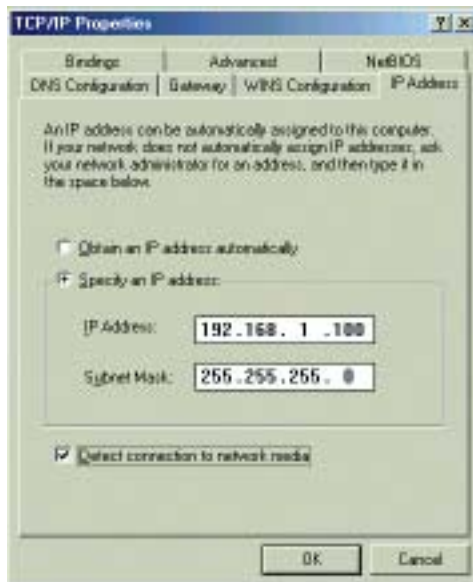 TCP/IP Properties
Bindings Advanced NetBIOS
DNS Configuration Gateway WINS Configuration IP Address
An IP address can be automatically assigned to this computer.
If your network does not automatically assign IP addresses, ask
your network administrator for an address, and then type it in
the space below.
Obtain an IP address automatically
Specify an IP address:
IP Address: 192.168. 1 .100
Subnet Mask: 255.255.255. 0
Detect connection to network media
OK Cancel